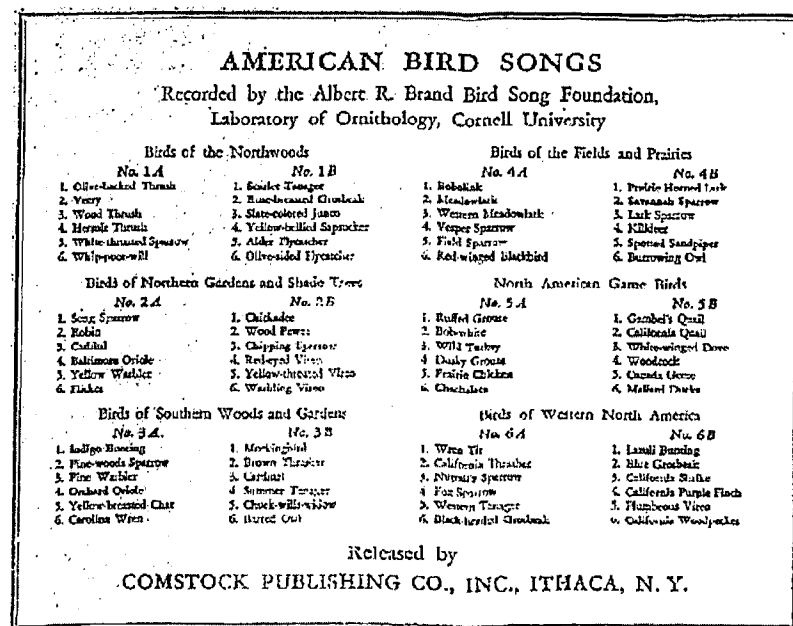 AMERICAN BIRD SONGS
Recorded by the Albert R. Brand Bird Song Foundation,
Laboratory of Ornithology, Cornell University
Birds of the Northwoods
No. 1A
1. Olive-backed Thrush
2. Veery
3. Wood Thrush
4. Hermit Thrush
5. White-throated Sparrow
6. Whip-poor-will
No. 1B
1. Scarlet Tanager
2. Rose-breasted Grosbeak
3. Slate-colored Junco
4. Yellow-bellied Sapsucker
5. Alder Flycatcher
6. Olive-sided Flycatcher
Birds of Northern Gardens and Shade Trees
No. 2A
1. Song Sparrow
2. Robin
3. Catbird
4. Baltimore Oriole
5. Yellow Warbler
6. Flicker
No. 2B
1. Chickadee
2. Wood Pewee
3. Chipping Sparrow
4. Red-eyed Vireo
5. Yellow-throated Vireo
6. Warbling Vireo
Birds of Southern Woods and Gardens
No. 3A.
1. Indigo Bunting
2. Pine-woods Sparrow
3. Pine Warbler
4. Orchard Oriole
5. Yellow-breasted Chat
6. Carolina Wren
No. 3B
1. Mockingbird
2. Brown Thrasher
3. Cardinal
4. Summer Tanager
5. Chuck-wills-widow
6. Barred Owl
Birds of the Fields and Prairies
No. 4A
1. Bobolink
2. Meadowlark
3. Western Meadowlark
4. Vesper Sparrow
5. Field Sparrow
6. Red-winged Blackbird
No. 4B
1. Prairie Horned Lark
2. Savannah Sparrow
3. Lark Sparrow
4. Killdeer
5. Spotted Sandpiper
6. Burrowing Owl
North American Game Birds
No. 5A
1. Ruffed Grouse
2. Bob-white
3. Wild Turkey
4. Dusky Grouse
5. Prairie Chicken
6. Chachalaca
No. 5B
1. Gambel's Quail
2. California Quail
3. White-winged Dove
4. Woodcock
5. Canada Geese
6. Mallard Ducks
Birds of Western North America
No. 6A
1. Wren Tit
2. California Thrasher
3. Nuttall's Sparrow
4. Fox Sparrow
5. Western Tanager
6. Black-headed Grosbeak
No. 6B
1. Lazuli Bunting
2. Blue Grosbeak
3. California Shrike
4. California Purple Finch
5. Plumbeous Vireo
6. California Woodpecker
Released by
COMSTOCK PUBLISHING CO., INC., ITHACA, N. Y.